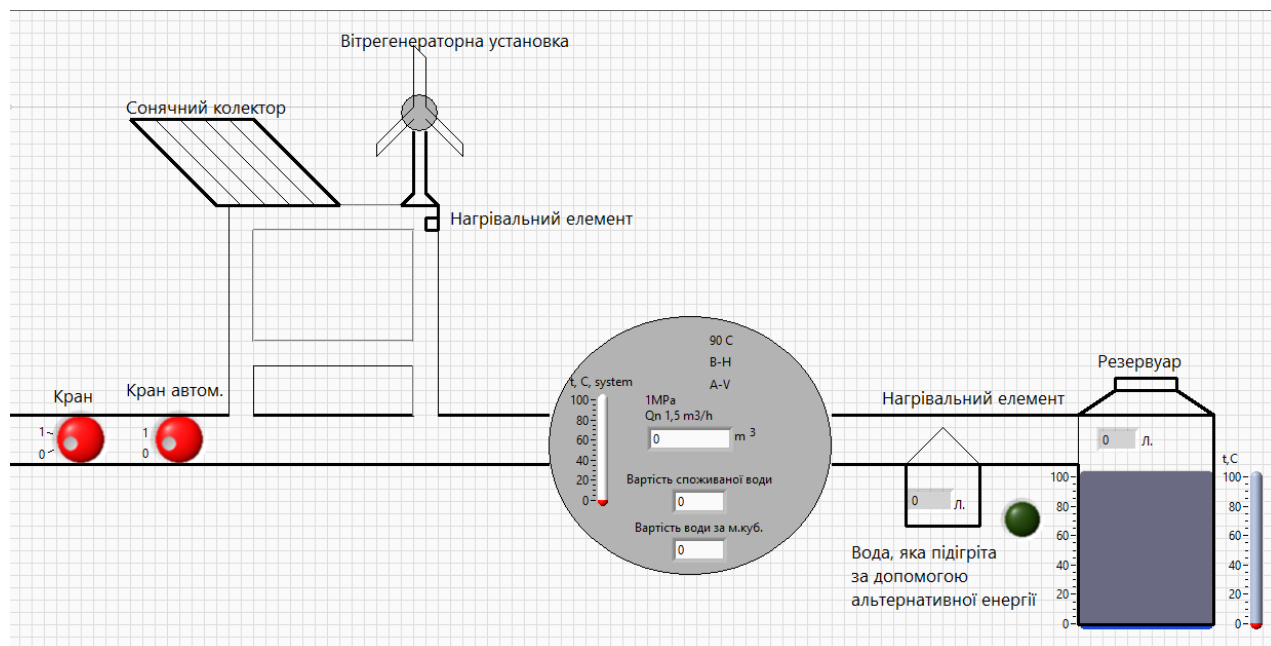 Вітрегенераторна установка
Сонячний колектор
Нагрівальний елемент
Кран
Кран автом.
1
0
1
0
90 C
B-H
A-V
t, C, system
100
80
60
40
20
0
1MPa
Qn 1,5 m3/h
0 m 3
Вартість споживаної води
0
Вартість води за м.куб.
0
Нагрівальний елемент
0 л.
Вода, яка підігріта
за допомогою
альтернативної енергії
Резервуар
0 л.
100
80
60
40
20
0
t,C
100
80
60
40
20
0